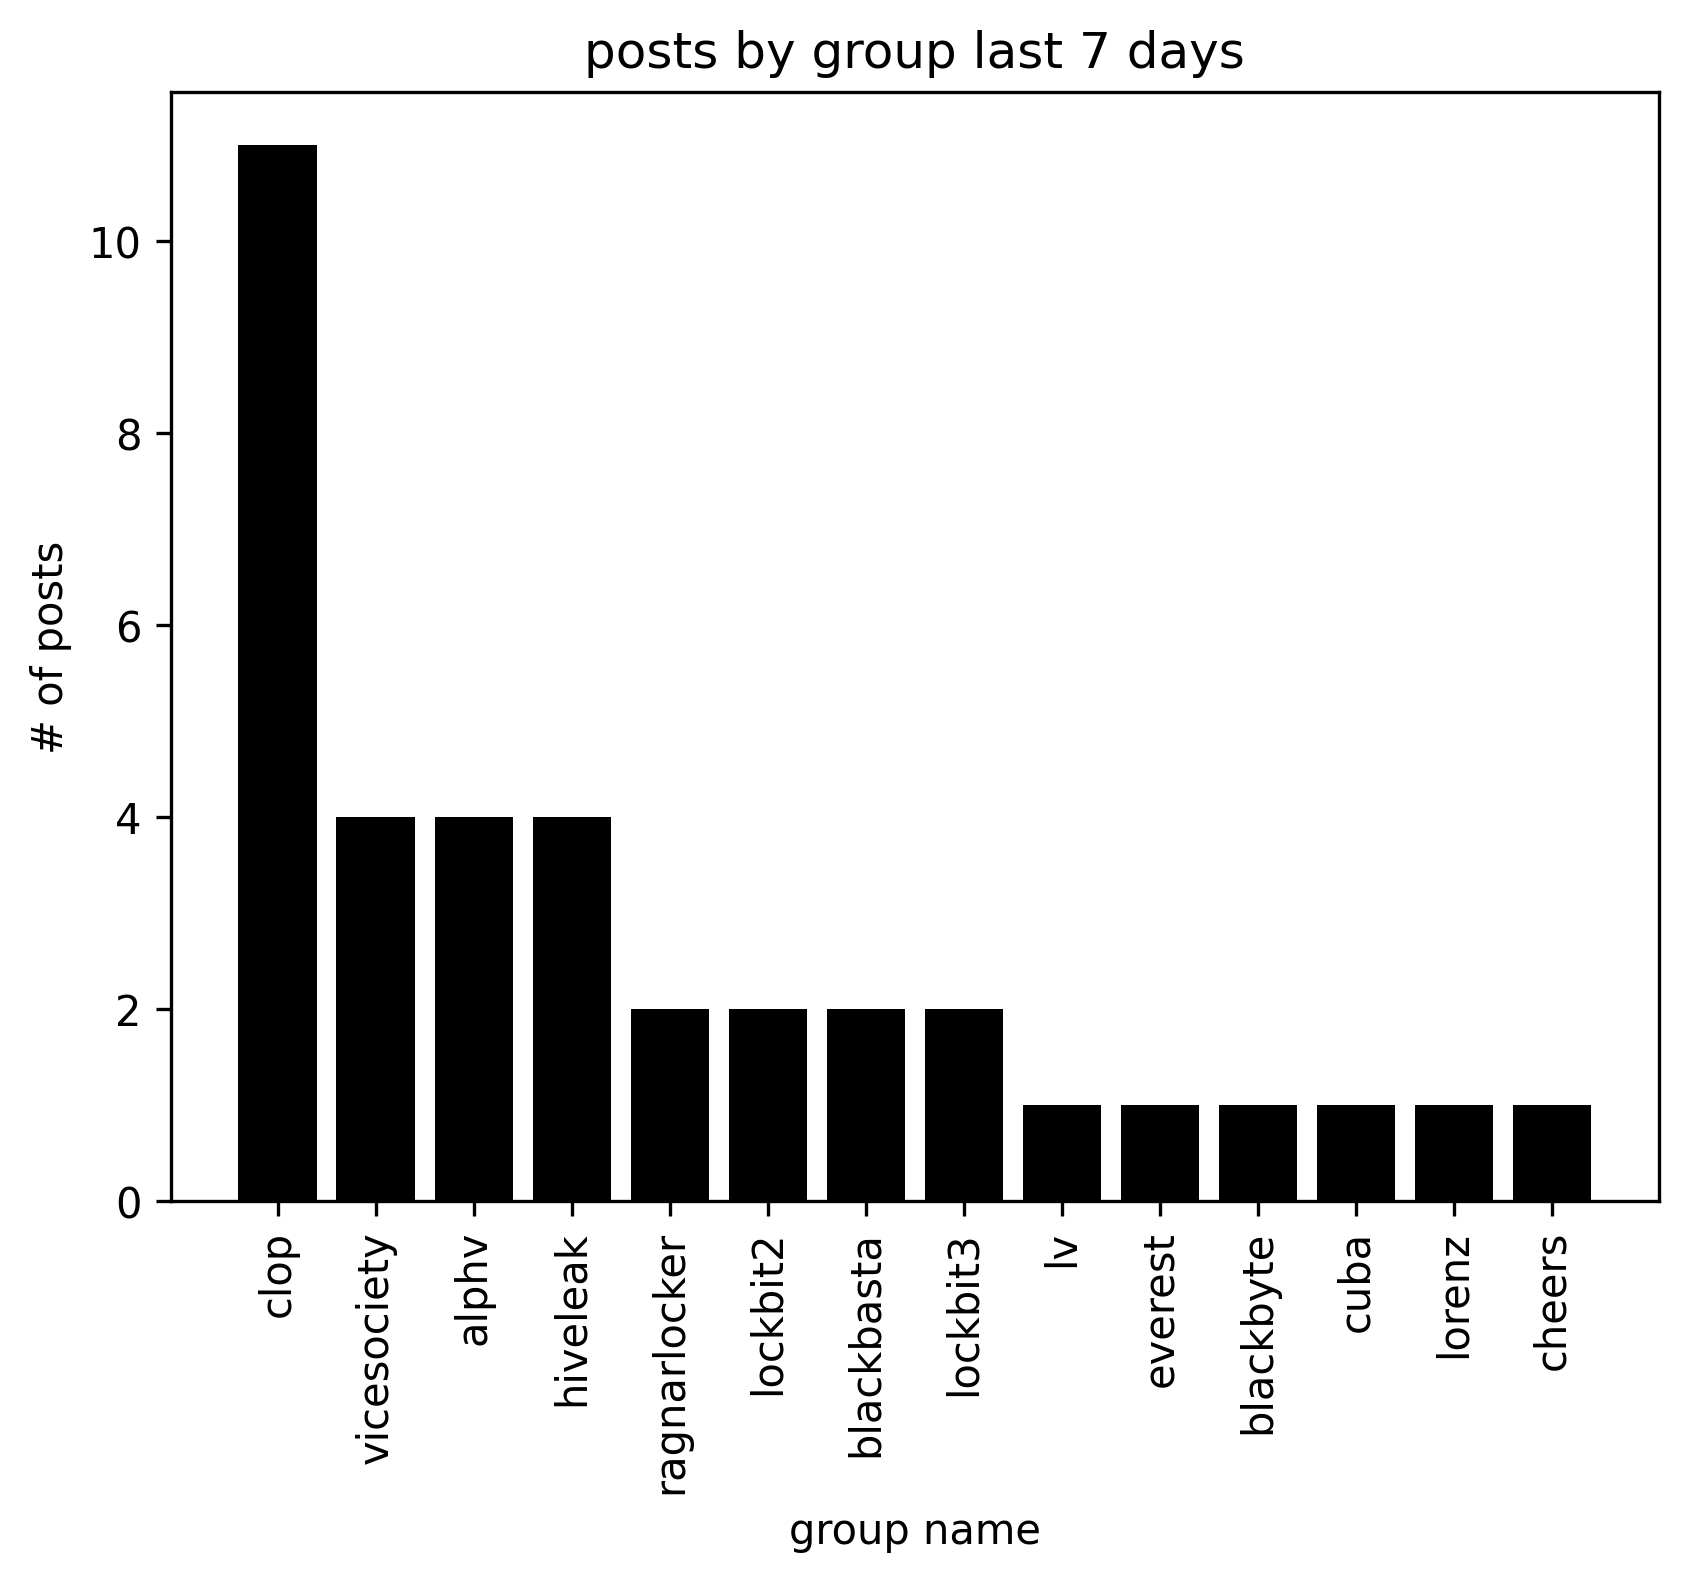 posts by group last 7 days
# of posts
10
8
6
4
2
0
clop
vicesociety
alphv
hiveleak
ragnarlocker
lockbit2
blackbasta
lockbit3
lv
everest
blackbyte
cuba
lorenz
cheers
group name